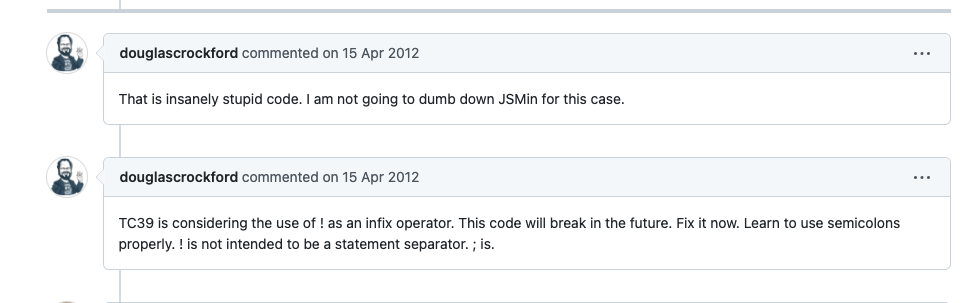 douglascrockford commented on 15 Apr 2012
That is insanely stupid code. I am not going to dumb down JSMin for this case.
douglascrockford commented on 15 Apr 2012
TC39 is considering the use of ! as an infix operator. This code will break in the future. Fix it now. Learn to use semicolons
properly. ! is not intended to be a statement separator. ; is.